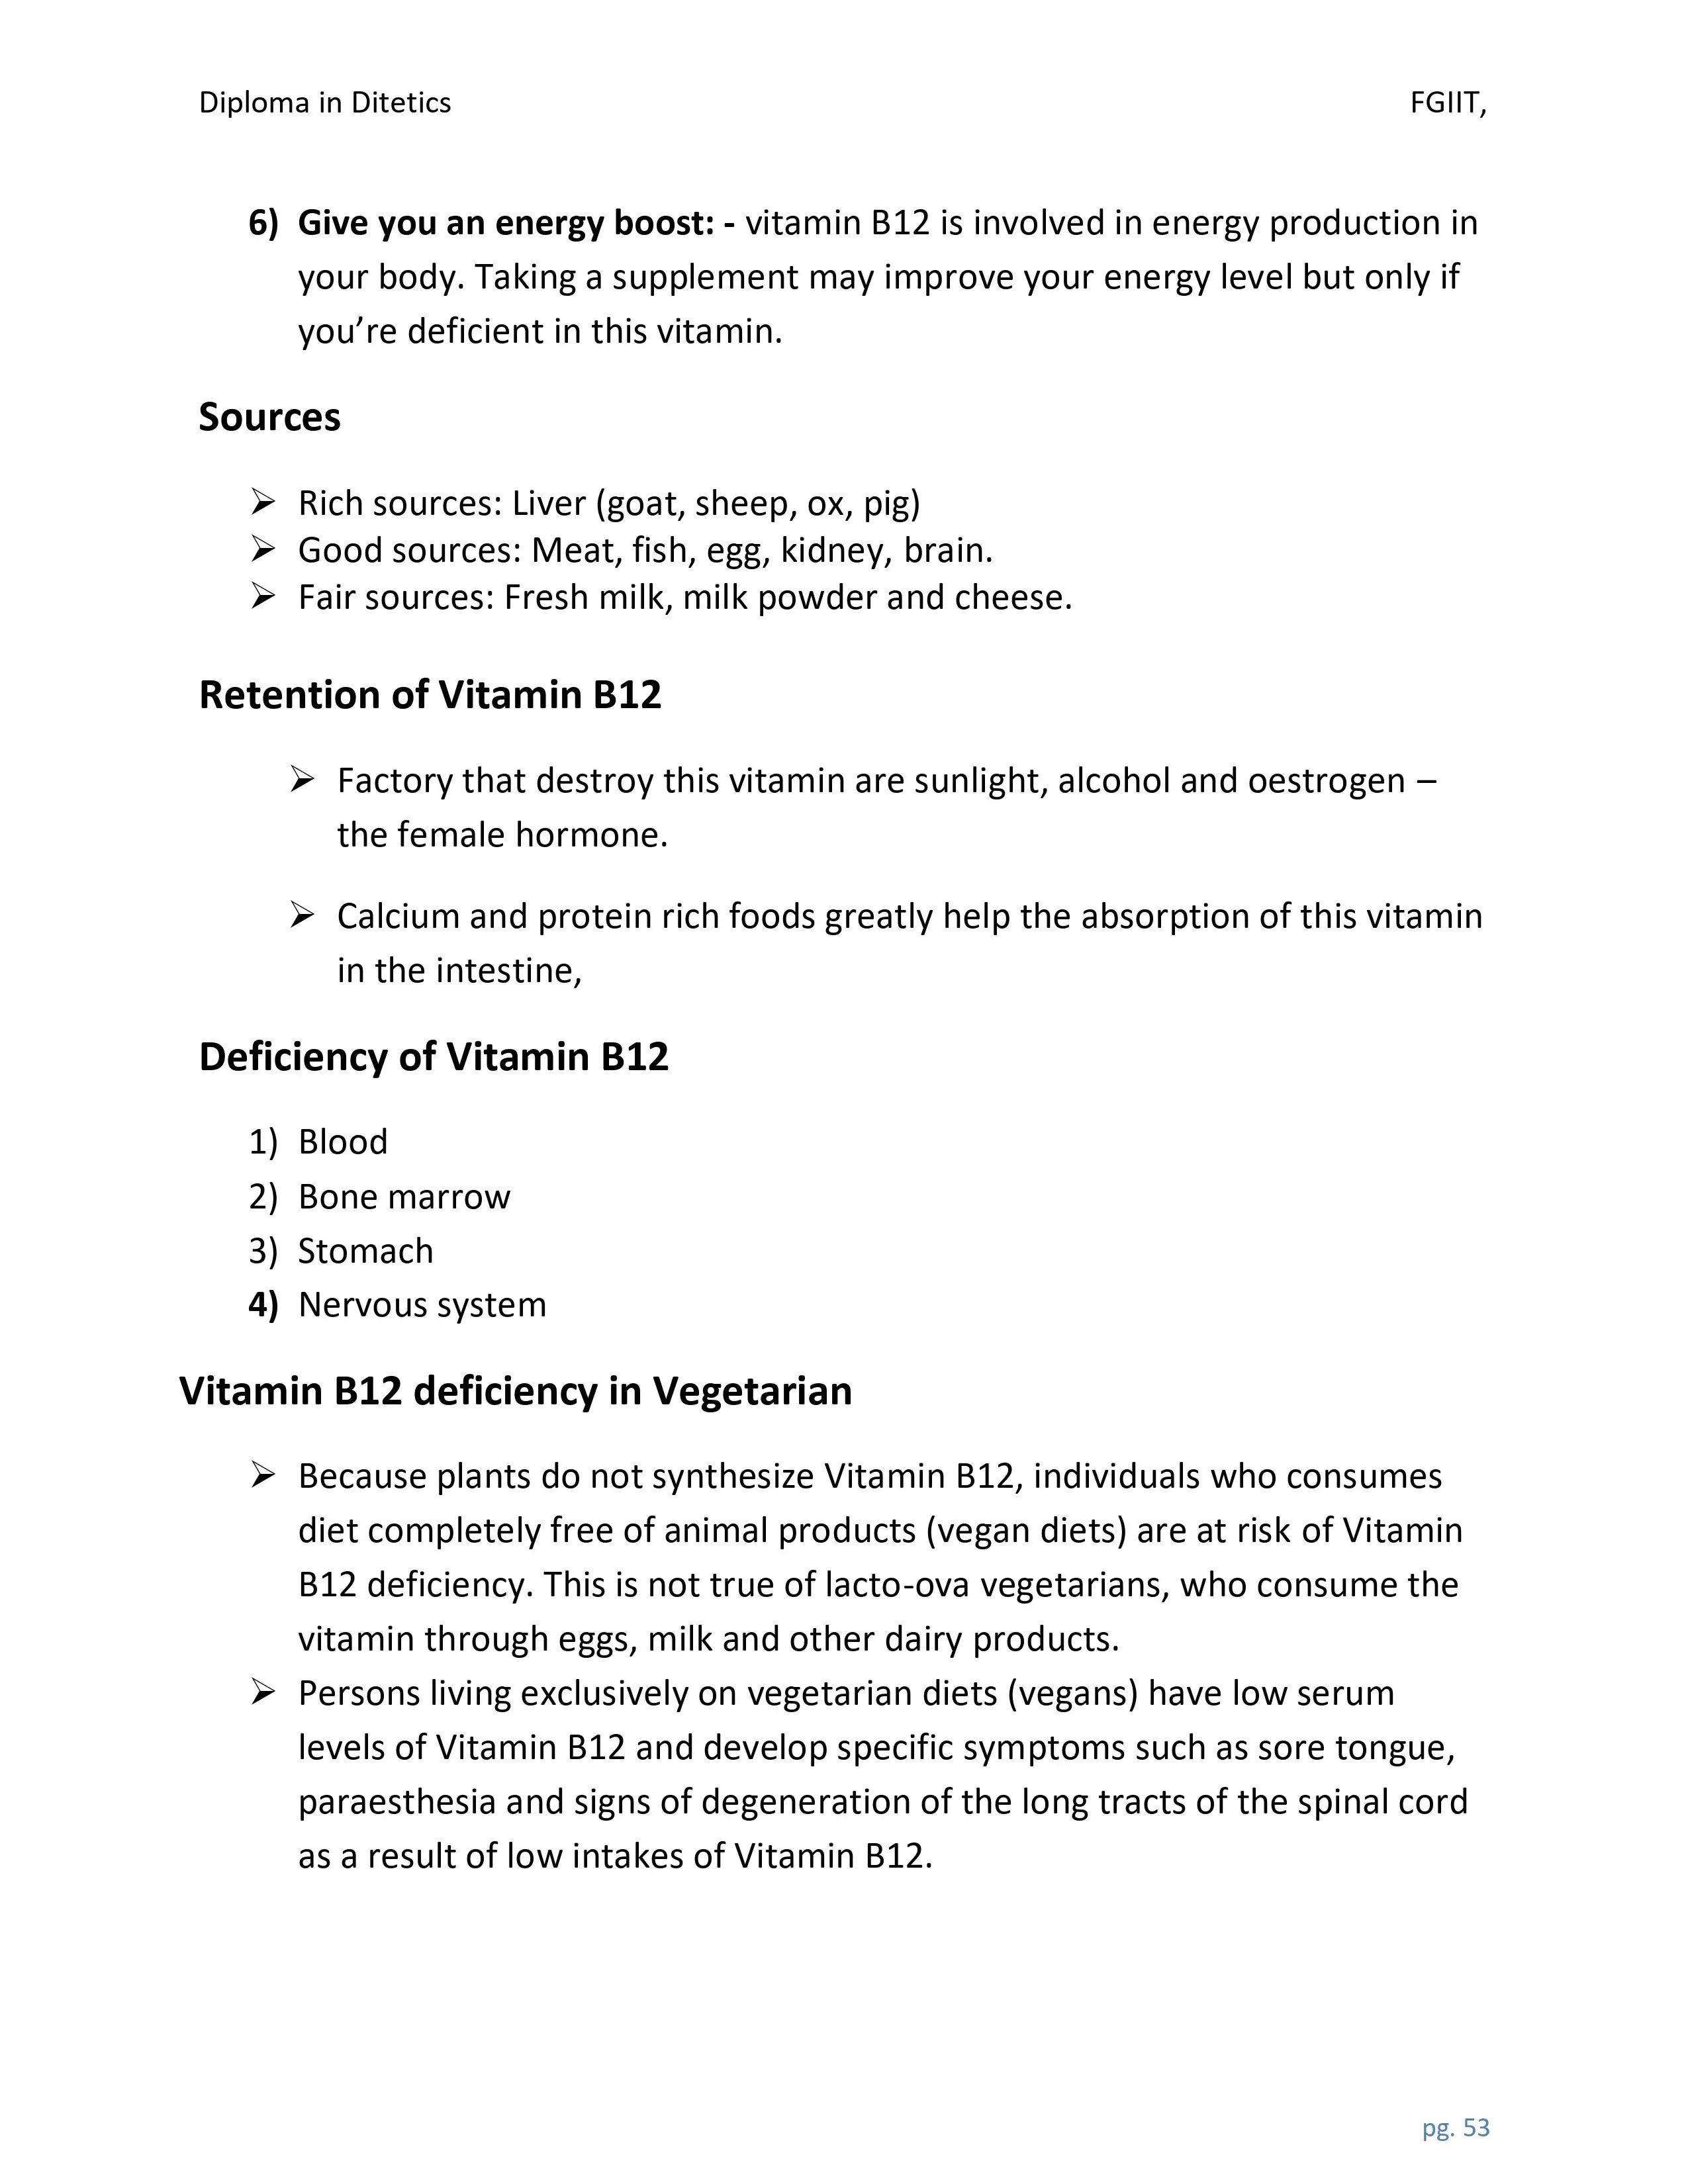 Diploma in Ditetics FGIIT,
6) Give you an energy boost: - vitamin B12 is involved in energy production in
your body. Taking a supplement may improve your energy level but only if
you’re deficient in this vitamin.
Sources
➢ Rich sources: Liver (goat, sheep, ox, pig)
➢ Good sources: Meat, fish, egg, kidney, brain.
➢ Fair sources: Fresh milk, milk powder and cheese.
Retention of Vitamin B12
➢ Factory that destroy this vitamin are sunlight, alcohol and oestrogen –
the female hormone.
➢ Calcium and protein rich foods greatly help the absorption of this vitamin
in the intestine,
Deficiency of Vitamin B12
1) Blood
2) Bone marrow
3) Stomach
4) Nervous system
Vitamin B12 deficiency in Vegetarian
➢ Because plants do not synthesize Vitamin B12, individuals who consumes
diet completely free of animal products (vegan diets) are at risk of Vitamin
B12 deficiency. This is not true of lacto-ova vegetarians, who consume the
vitamin through eggs, milk and other dairy products.
➢ Persons living exclusively on vegetarian diets (vegans) have low serum
levels of Vitamin B12 and develop specific symptoms such as sore tongue,
paraesthesia and signs of degeneration of the long tracts of the spinal cord
as a result of low intakes of Vitamin B12.
pg. 53